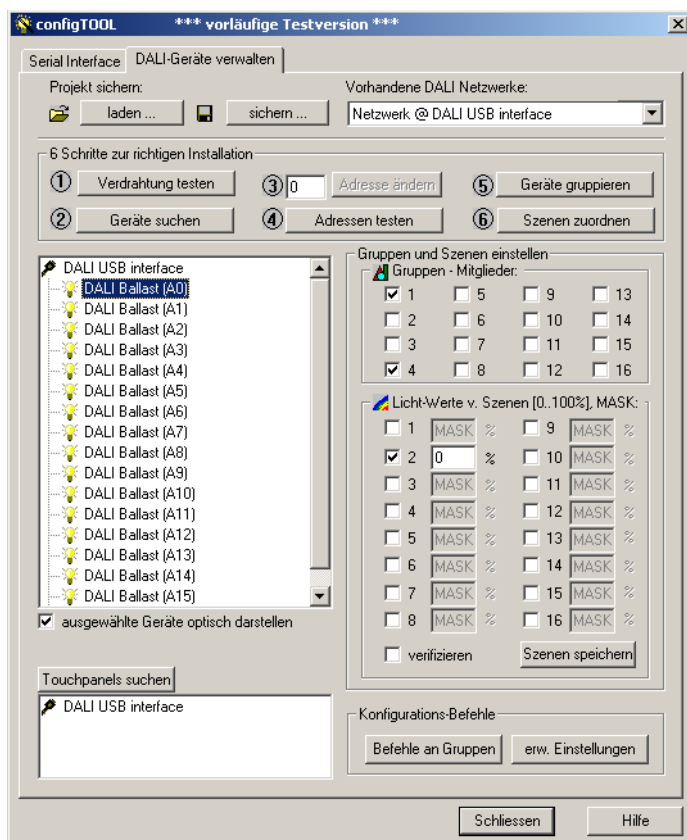 configTOOL *** vorläufige Testversion ***
Serial Interface DALI-Geräte verwalten
Projekt sichern: Vorhandene DALI Netzwerke:
laden ... sichern ... Netzwerk @ DALI USB interface
6 Schritte zur richtigen Installation
1 Verdrahtung testen 3 0 Adresse ändern 5 Geräte gruppieren
2 Geräte suchen 4 Adressen testen 6 Szenen zuordnen
DALI USB interface
DALI Ballast (A0)
DALI Ballast (A1)
DALI Ballast (A2)
DALI Ballast (A3)
DALI Ballast (A4)
DALI Ballast (A5)
DALI Ballast (A6)
DALI Ballast (A7)
DALI Ballast (A8)
DALI Ballast (A9)
DALI Ballast (A10)
DALI Ballast (A11)
DALI Ballast (A12)
DALI Ballast (A13)
DALI Ballast (A14)
DALI Ballast (A15)
ausgewählte Geräte optisch darstellen
Touchpanels suchen
DALI USB interface
Gruppen und Szenen einstellen
Gruppen - Mitglieder:
1 5 9 13
2 6 10 14
3 7 11 15
4 8 12 16
Licht-Werte v. Szenen [0..100%], MASK:
1 MASK % 9 MASK %
2 0 % 10 MASK %
3 MASK % 11 MASK %
4 MASK % 12 MASK %
5 MASK % 13 MASK %
6 MASK % 14 MASK %
7 MASK % 15 MASK %
8 MASK % 16 MASK %
verifizieren Szenen speichern
Konfigurations-Befehle
Befehle an Gruppen erw. Einstellungen
Schliessen Hilfe